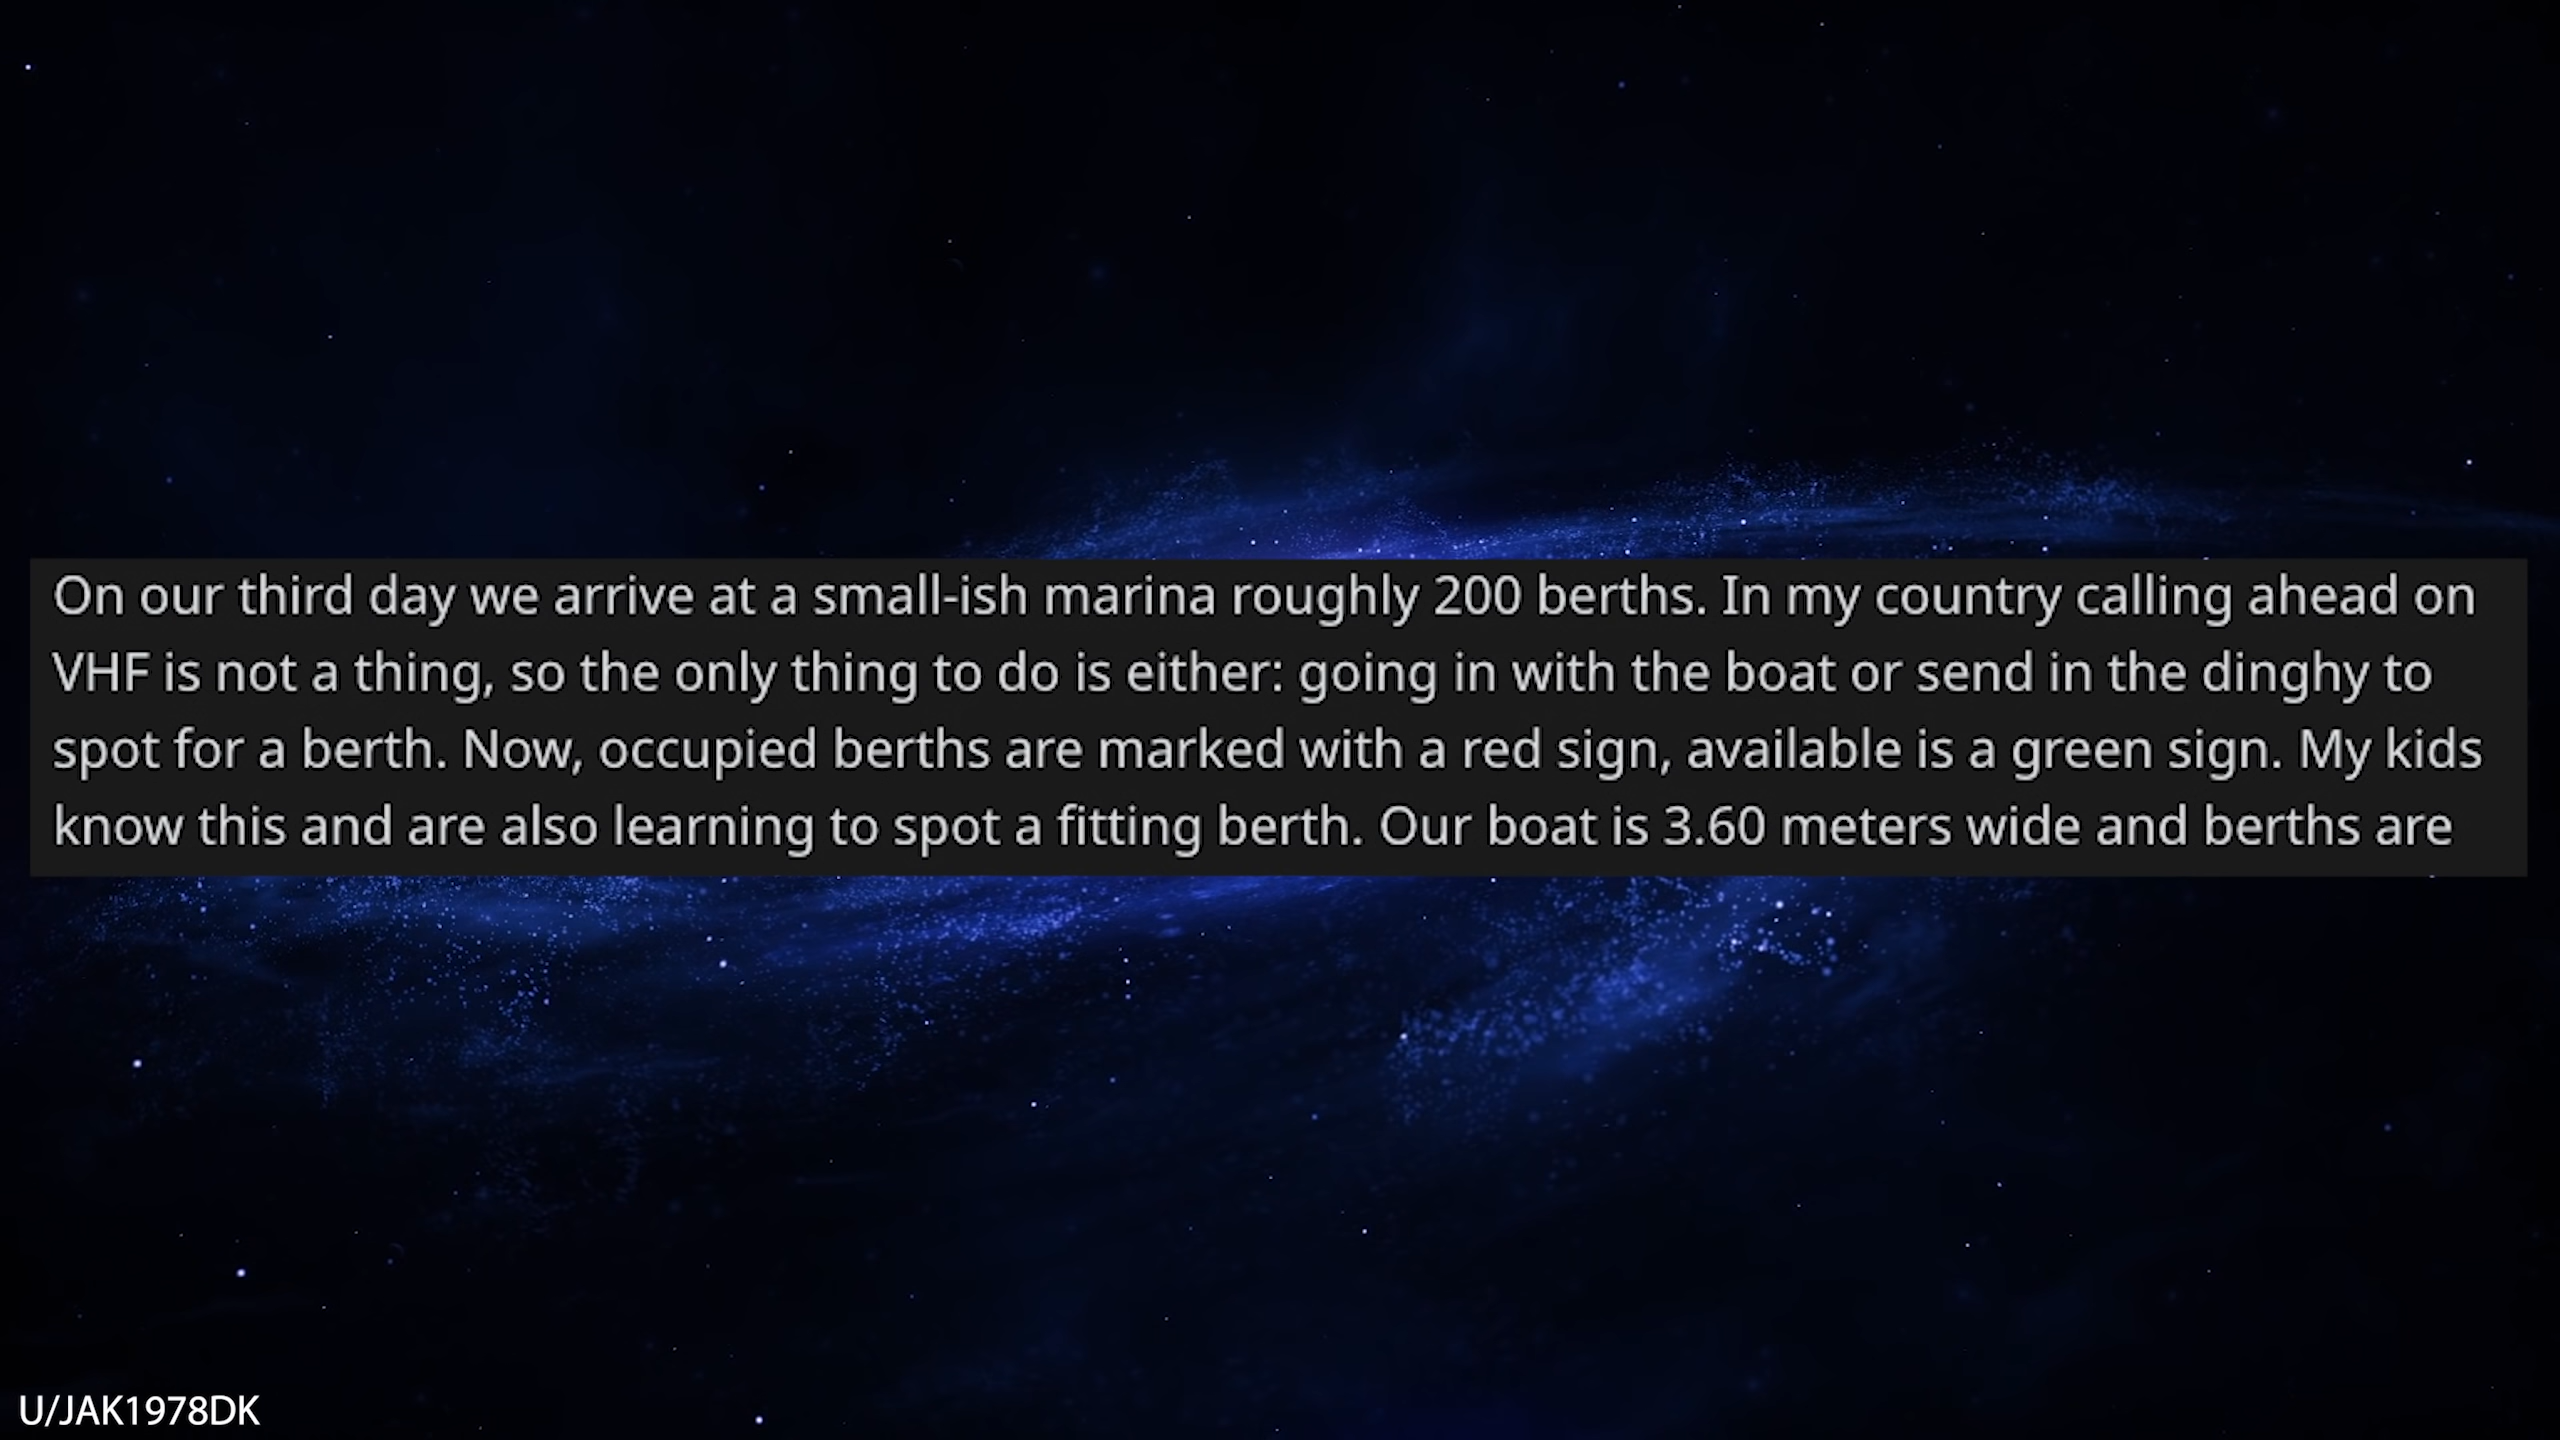 On our third day we arrive at a small-ish marina roughly 200 berths. In my country calling ahead on
VHF is not a thing, so the only thing to do is either: going in with the boat or send in the dinghy to
spot for a berth. Now, occupied berths are marked with a red sign, available is a green sign. My kids
know this and are also learning to spot a fitting berth. Our boat is 3.60 meters wide and berths are
U/JAK1978DK